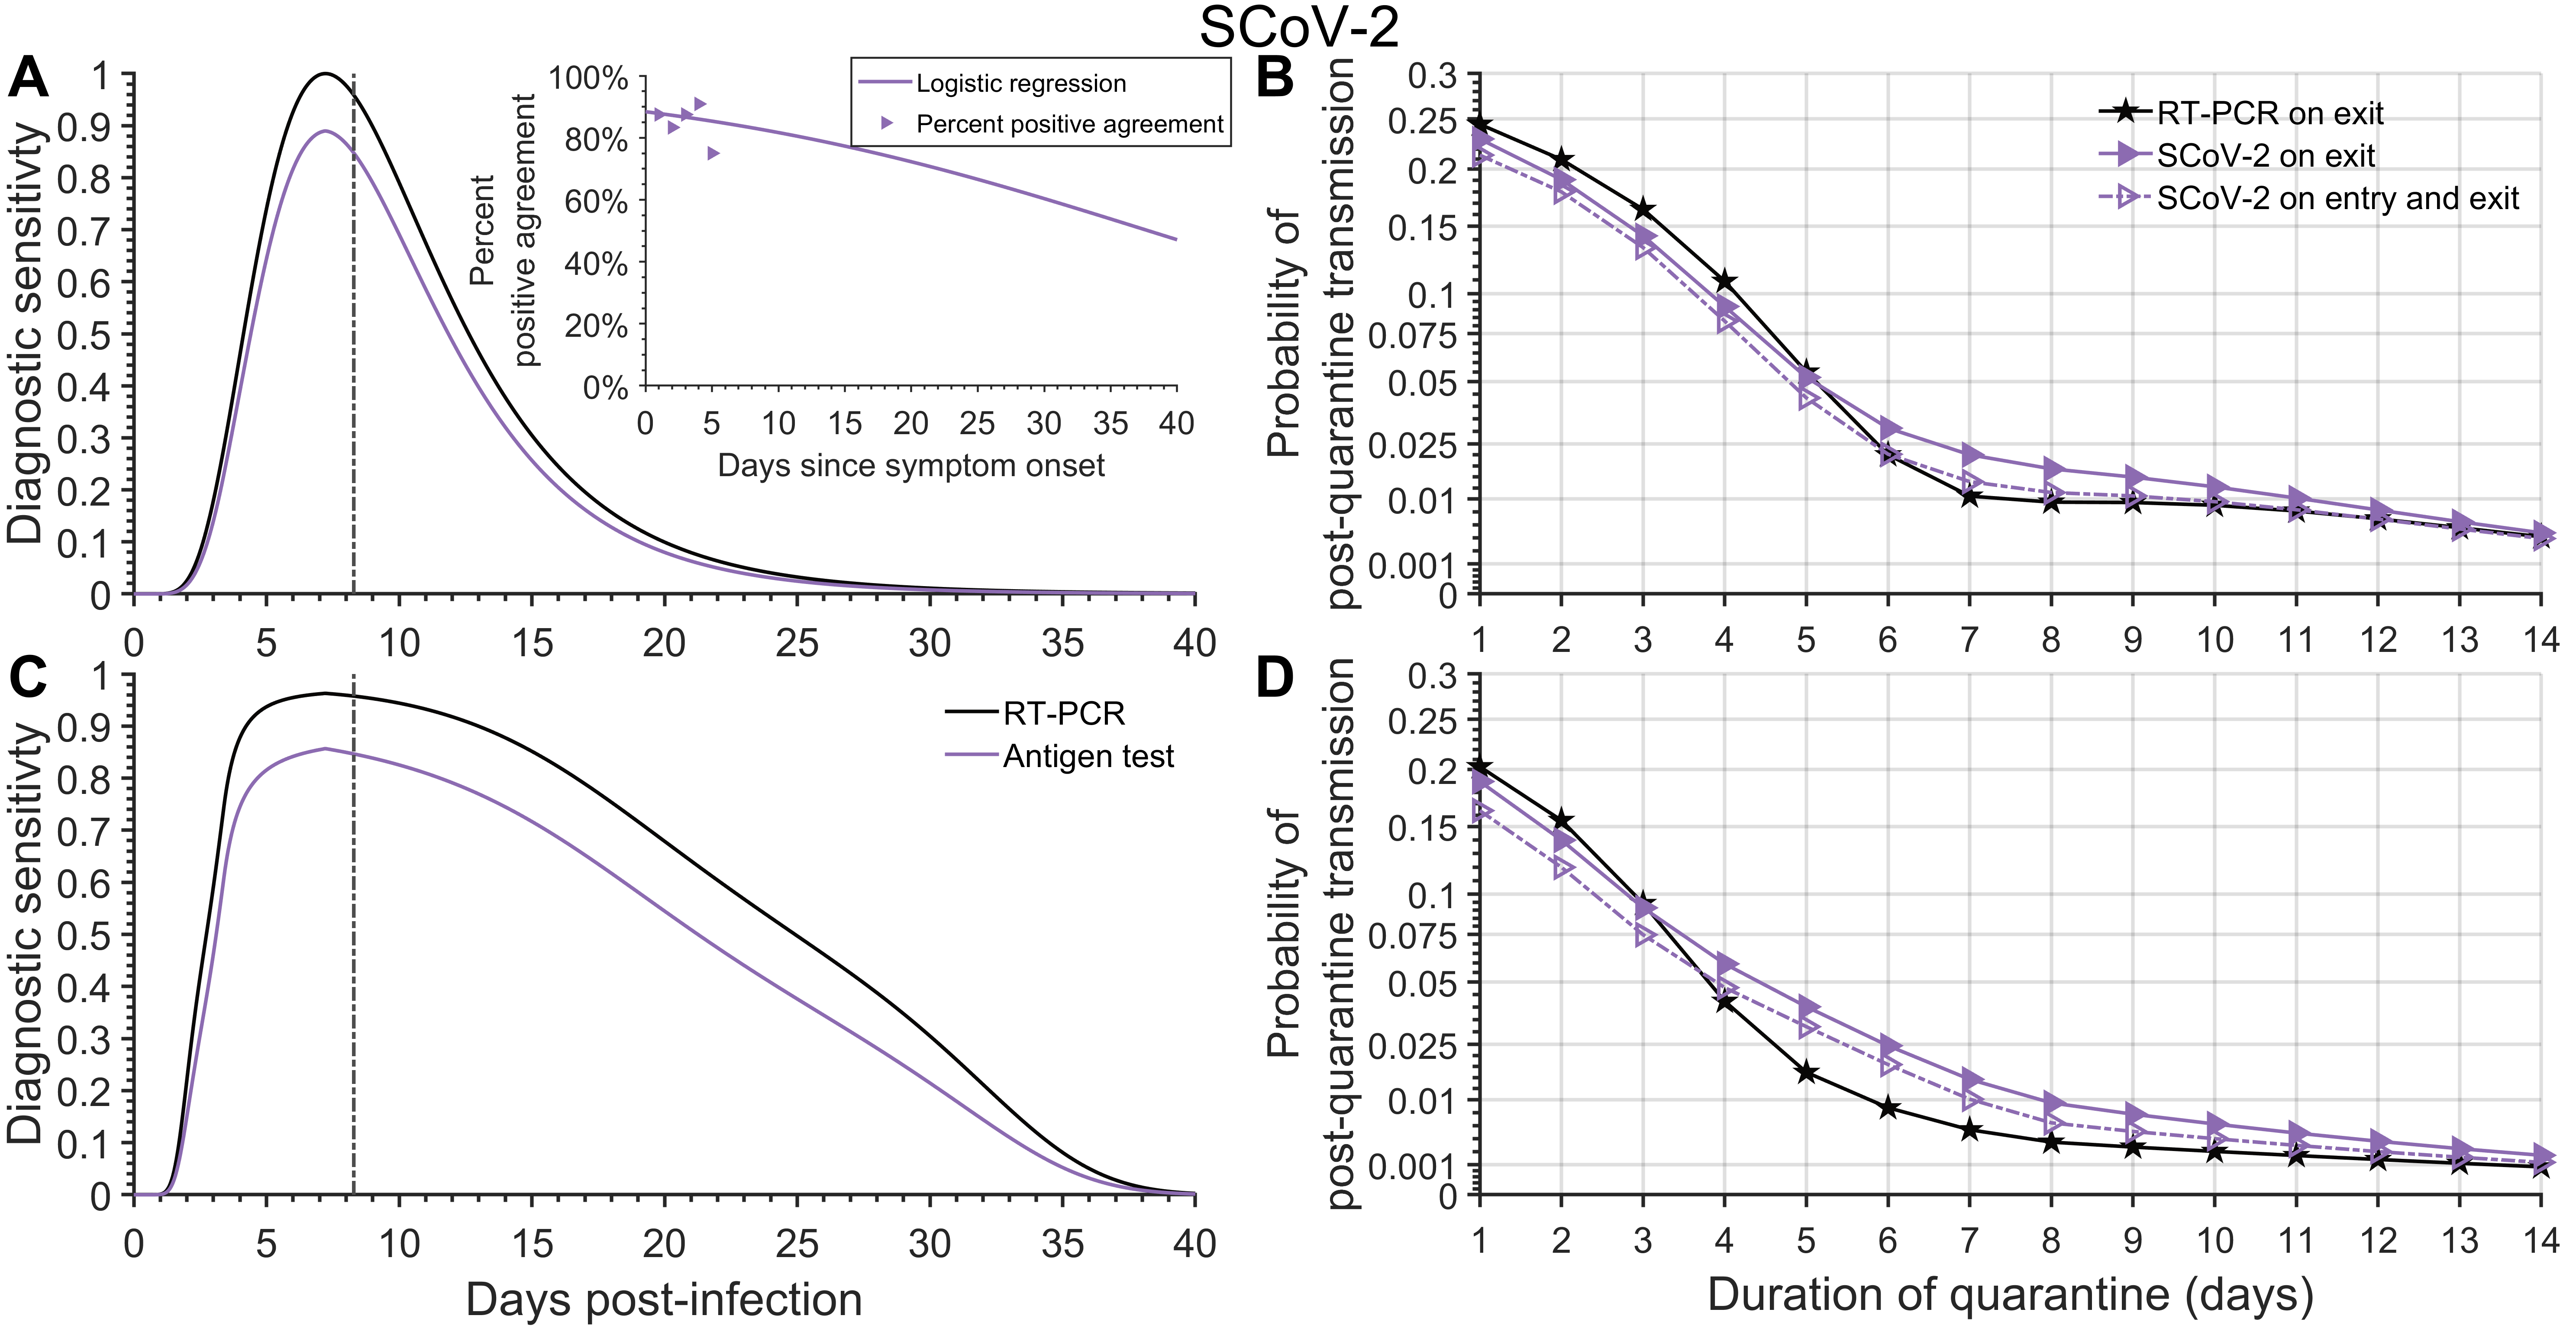 SCoV-2
A
Diagnostic sensitivty
1
0.9
0.8
0.7
0.6
0.5
0.4
0.3
0.2
0.1
0
0 5 10 15 20 25 30 35 40
Percent
positive agreement
100%
80%
60%
40%
20%
0%
0 5 10 15 20 25 30 35 40
Days since symptom onset
Logistic regression
Percent positive agreement
B
Probability of
post-quarantine transmission
0.3
0.25
0.2
0.15
0.1
0.075
0.05
0.025
0.01
0.001
0
1 2 3 4 5 6 7 8 9 10 11 12 13 14
RT-PCR on exit
SCoV-2 on exit
SCoV-2 on entry and exit
C
Diagnostic sensitivty
1
0.9
0.8
0.7
0.6
0.5
0.4
0.3
0.2
0.1
0
0 5 10 15 20 25 30 35 40
Days post-infection
RT-PCR
Antigen test
D
Probability of
post-quarantine transmission
0.3
0.25
0.2
0.15
0.1
0.075
0.05
0.025
0.01
0.001
0
1 2 3 4 5 6 7 8 9 10 11 12 13 14
Duration of quarantine (days)